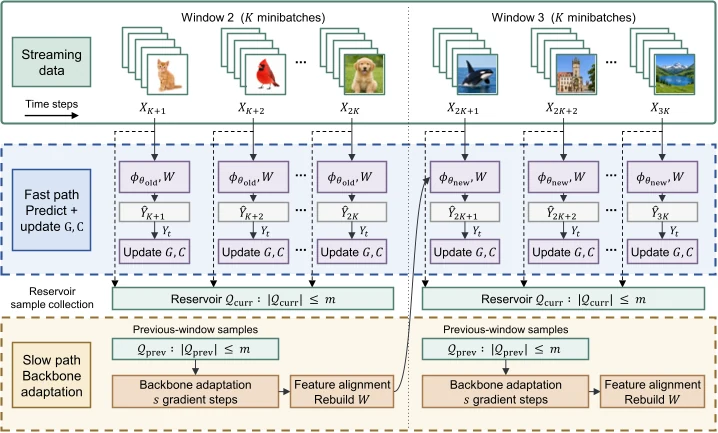 Window 2 (K minibatches)
Window 3 (K minibatches)
Streaming
data
Time steps
X_{K+1}
X_{K+2}
...
X_{2K}
X_{2K+1}
X_{2K+2}
...
X_{3K}
Fast path
Predict +
update G, C
ϕ_{θ_old}, W
ϕ_{θ_old}, W
...
ϕ_{θ_old}, W
ϕ_{θ_new}, W
ϕ_{θ_new}, W
...
ϕ_{θ_new}, W
Ŷ_{K+1}
Ŷ_{K+2}
...
Ŷ_{2K}
Ŷ_{2K+1}
Ŷ_{2K+2}
...
Ŷ_{3K}
Y_t
Y_t
Y_t
Y_t
Y_t
Y_t
Update G, C
Update G, C
...
Update G, C
Update G, C
Update G, C
...
Update G, C
Reservoir
sample collection
Reservoir Q_curr : |Q_curr| ≤ m
Reservoir Q_curr : |Q_curr| ≤ m
Slow path
Backbone
adaptation
Previous-window samples
Q_prev : |Q_prev| ≤ m
Backbone adaptation
s gradient steps
Feature alignment
Rebuild W
Previous-window samples
Q_prev : |Q_prev| ≤ m
Backbone adaptation
s gradient steps
Feature alignment
Rebuild W